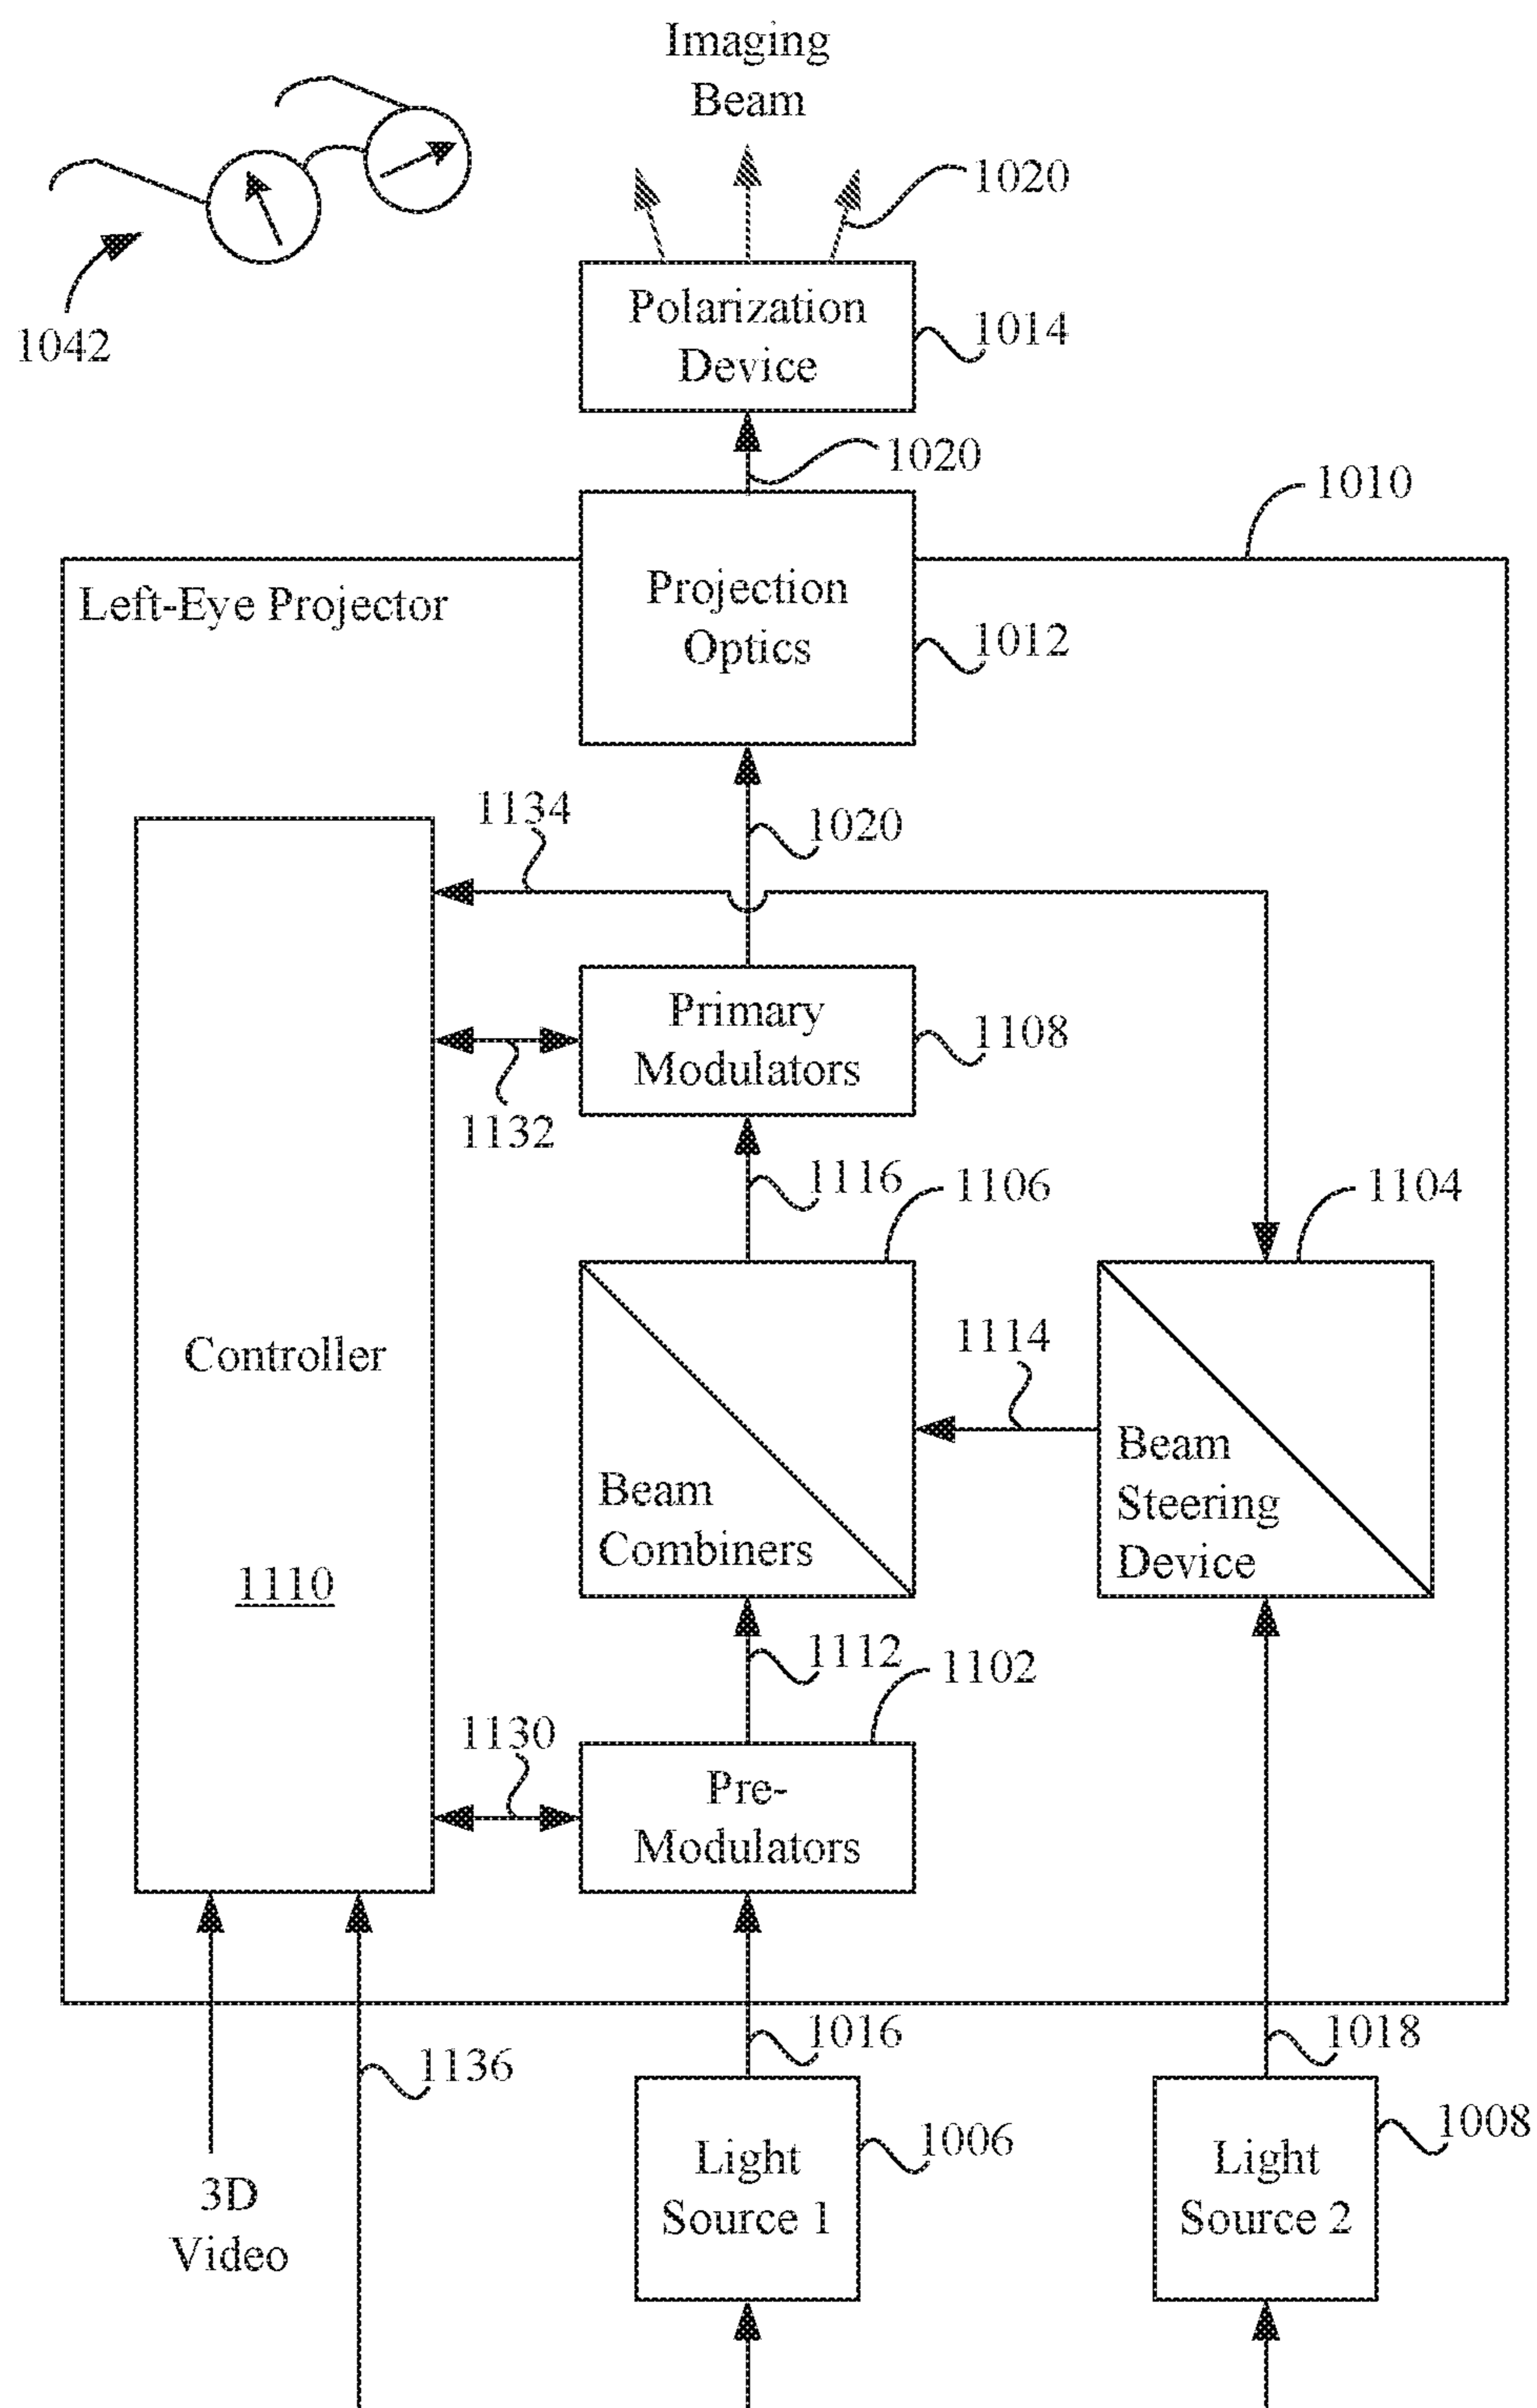 Imaging
Beam
1020
1042
Polarization
Device
1014
1020
1010
Left-Eye Projector
Projection
Optics
1012
1134
1020
Primary
Modulators
1108
1132
1116
1106
1104
Controller
1110
1114
Beam
Combiners
Beam
Steering
Device
1112
1102
1130
Pre-
Modulators
1016
1018
1136
3D
Video
Light
Source 1
1006
Light
Source 2
1008